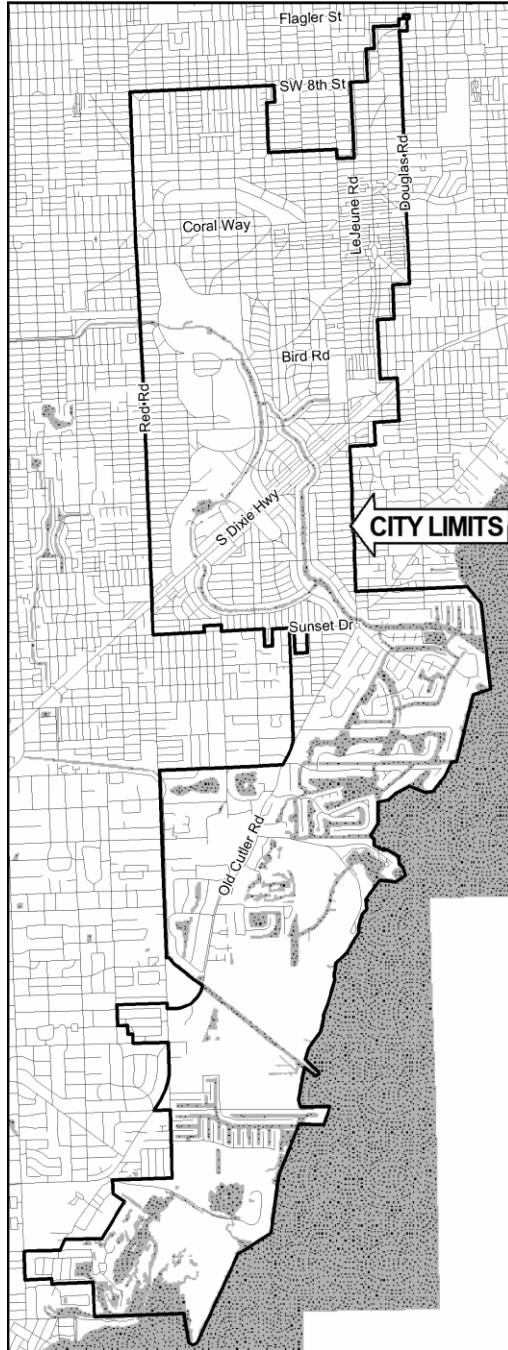 Flagler St
SW 8th St
Douglas Rd
LeJeune Rd
Coral Way
Bird Rd
Red Rd
S Dixie Hwy
CITY LIMITS
Sunset Dr
Old Cutler Rd